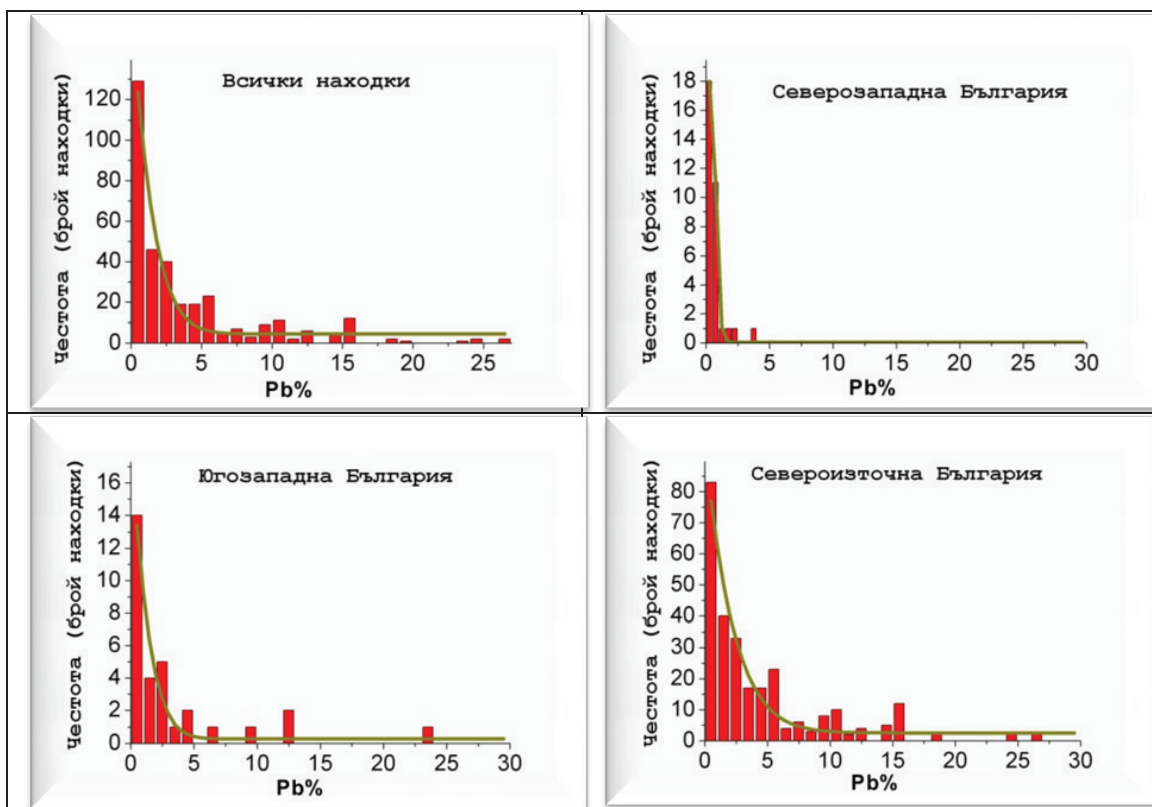 Всички находки
Честота (брой находки)
120
100
80
60
40
20
0
0 5 10 15 20 25
Pb%
Северозападна България
Честота (брой находки)
18
16
14
12
10
8
6
4
2
0
0 5 10 15 20 25 30
Pb%
Югозападна България
Честота (брой находки)
16
14
12
10
8
6
4
2
0
0 5 10 15 20 25 30
Pb%
Североизточна България
Честота (брой находки)
80
70
60
50
40
30
20
10
0
0 5 10 15 20 25 30
Pb%